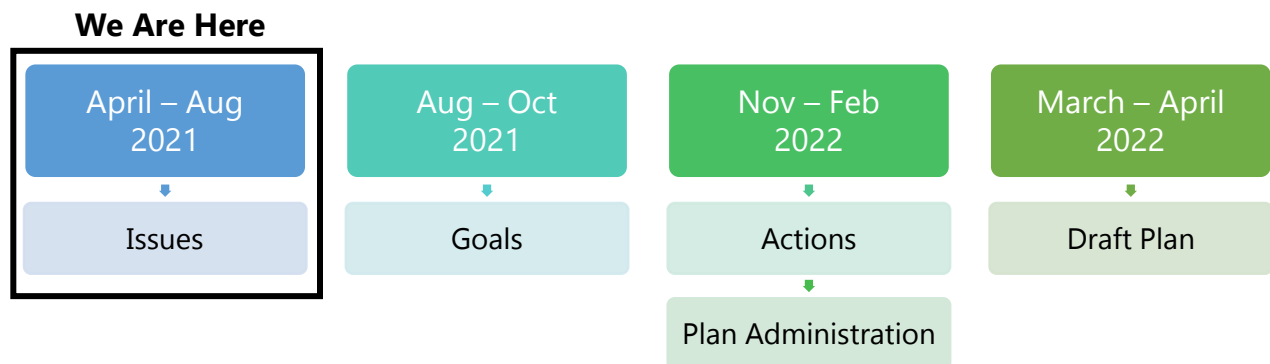 We Are Here
April – Aug
2021
Issues
Aug – Oct
2021
Goals
Nov – Feb
2022
Actions
Plan Administration
March – April
2022
Draft Plan